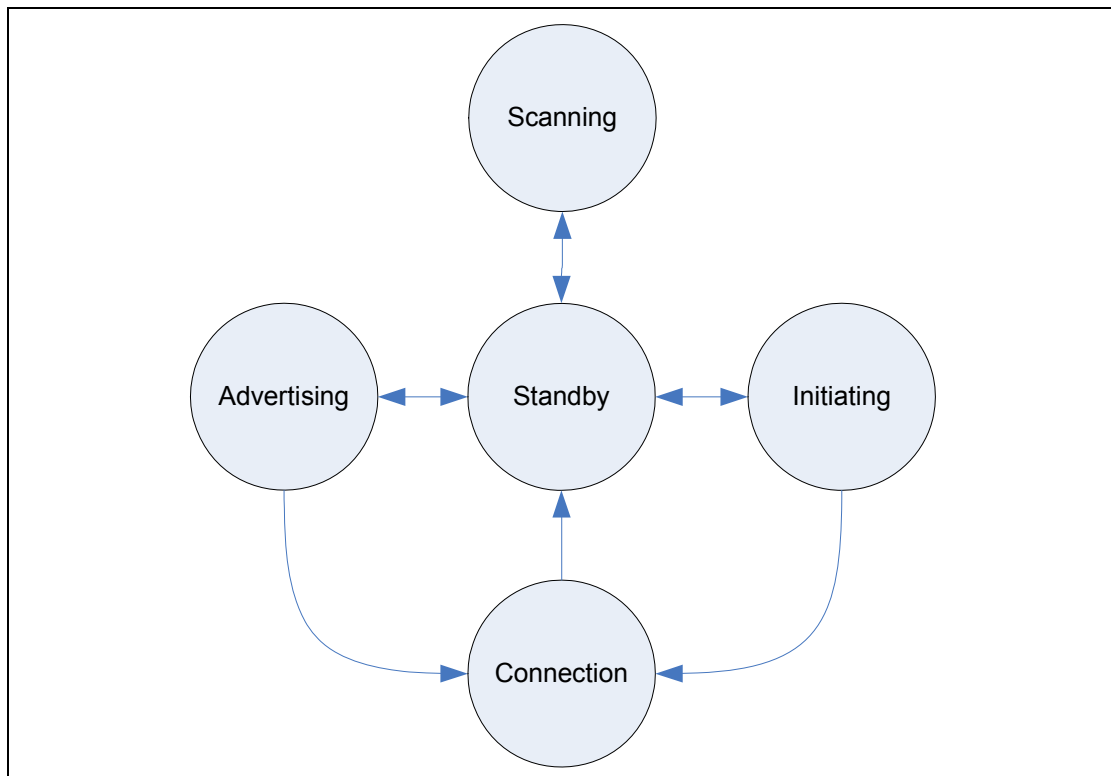 Scanning
Advertising
Standby
Initiating
Connection